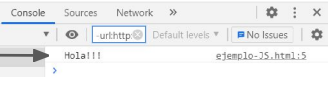 Console Sources Network »
-url:http: Default levels ▼ No Issues
Hola!!! ejemplo-JS.html:5
>